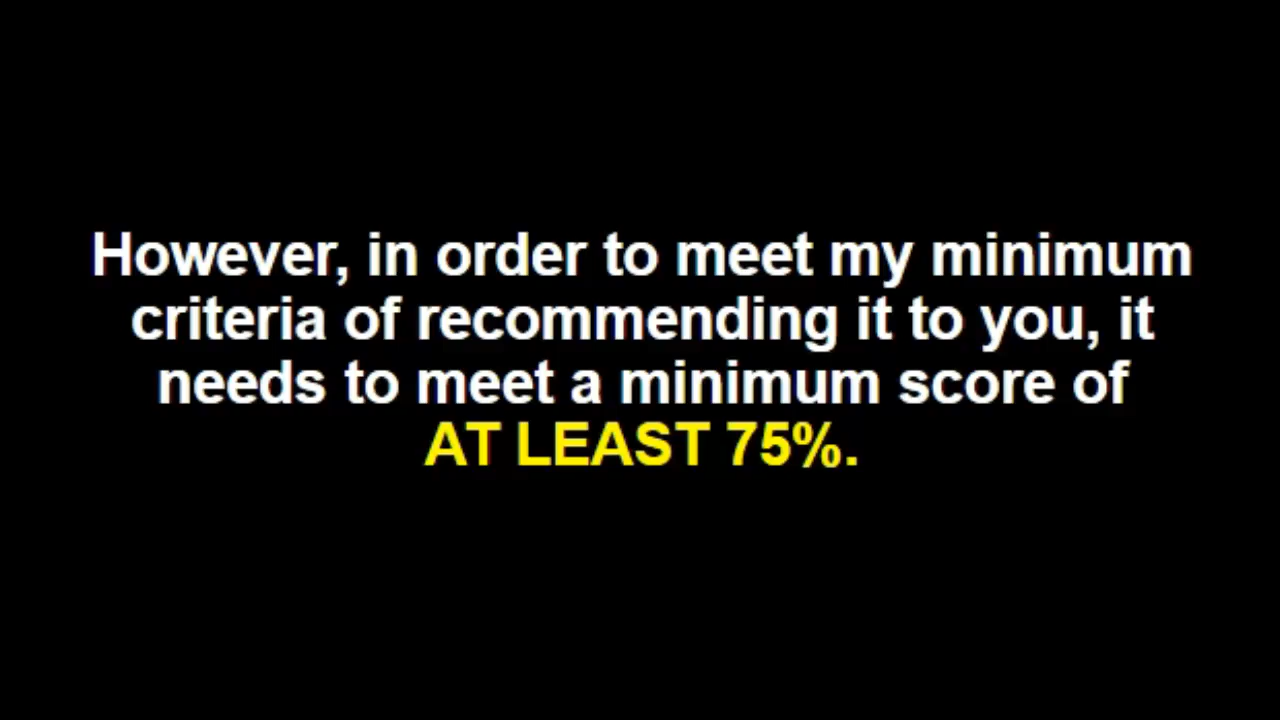 However, in order to meet my minimum
criteria of recommending it to you, it
needs to meet a minimum score of
AT LEAST 75%.